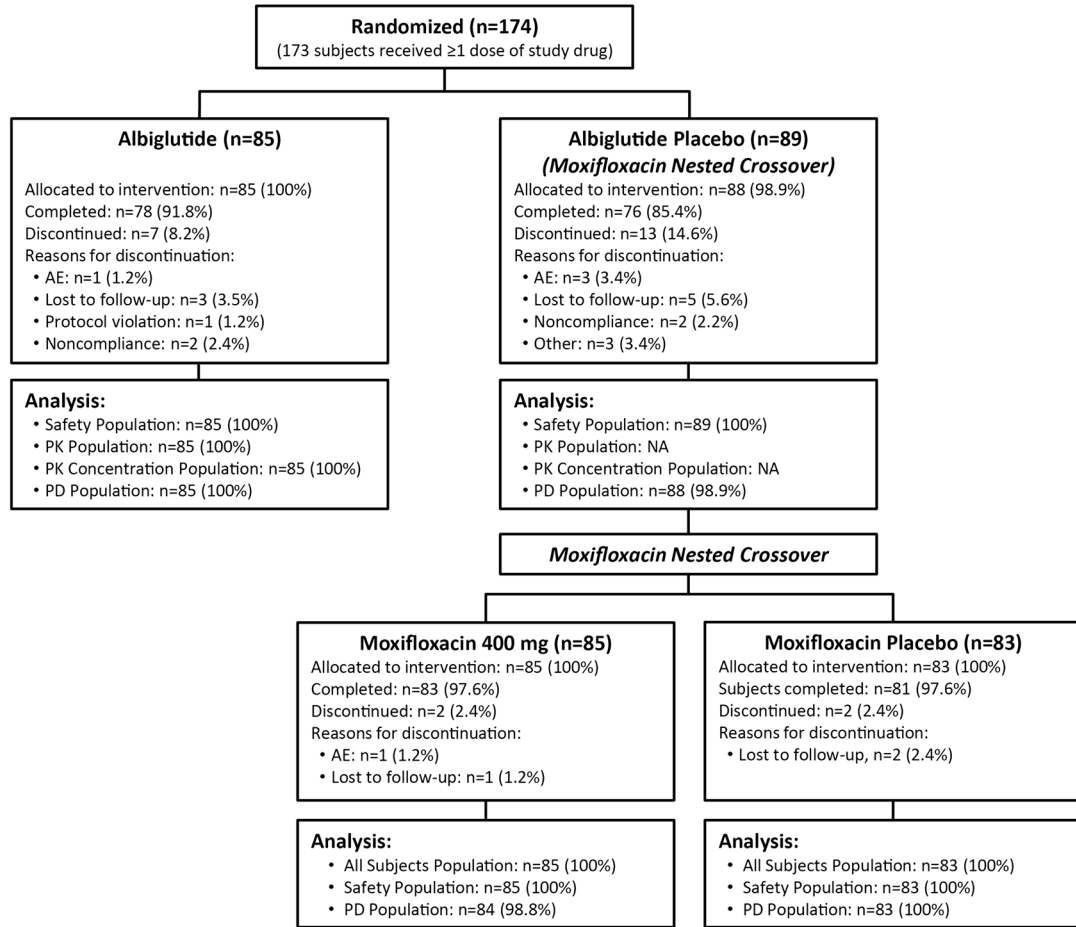 Randomized (n=174)
(173 subjects received ≥1 dose of study drug)
Albiglutide (n=85)
Allocated to intervention: n=85 (100%)
Completed: n=78 (91.8%)
Discontinued: n=7 (8.2%)
Reasons for discontinuation:
• AE: n=1 (1.2%)
• Lost to follow-up: n=3 (3.5%)
• Protocol violation: n=1 (1.2%)
• Noncompliance: n=2 (2.4%)
Albiglutide Placebo (n=89)
(Moxifloxacin Nested Crossover)
Allocated to intervention: n=88 (98.9%)
Completed: n=76 (85.4%)
Discontinued: n=13 (14.6%)
Reasons for discontinuation:
• AE: n=3 (3.4%)
• Lost to follow-up: n=5 (5.6%)
• Noncompliance: n=2 (2.2%)
• Other: n=3 (3.4%)
Analysis:
• Safety Population: n=85 (100%)
• PK Population: n=85 (100%)
• PK Concentration Population: n=85 (100%)
• PD Population: n=85 (100%)
Analysis:
• Safety Population: n=89 (100%)
• PK Population: NA
• PK Concentration Population: NA
• PD Population: n=88 (98.9%)
Moxifloxacin Nested Crossover
Moxifloxacin 400 mg (n=85)
Allocated to intervention: n=85 (100%)
Completed: n=83 (97.6%)
Discontinued: n=2 (2.4%)
Reasons for discontinuation:
• AE: n=1 (1.2%)
• Lost to follow-up: n=1 (1.2%)
Moxifloxacin Placebo (n=83)
Allocated to intervention: n=83 (100%)
Subjects completed: n=81 (97.6%)
Discontinued: n=2 (2.4%)
Reasons for discontinuation:
• Lost to follow-up, n=2 (2.4%)
Analysis:
• All Subjects Population: n=85 (100%)
• Safety Population: n=85 (100%)
• PD Population: n=84 (98.8%)
Analysis:
• All Subjects Population: n=83 (100%)
• Safety Population: n=83 (100%)
• PD Population: n=83 (100%)